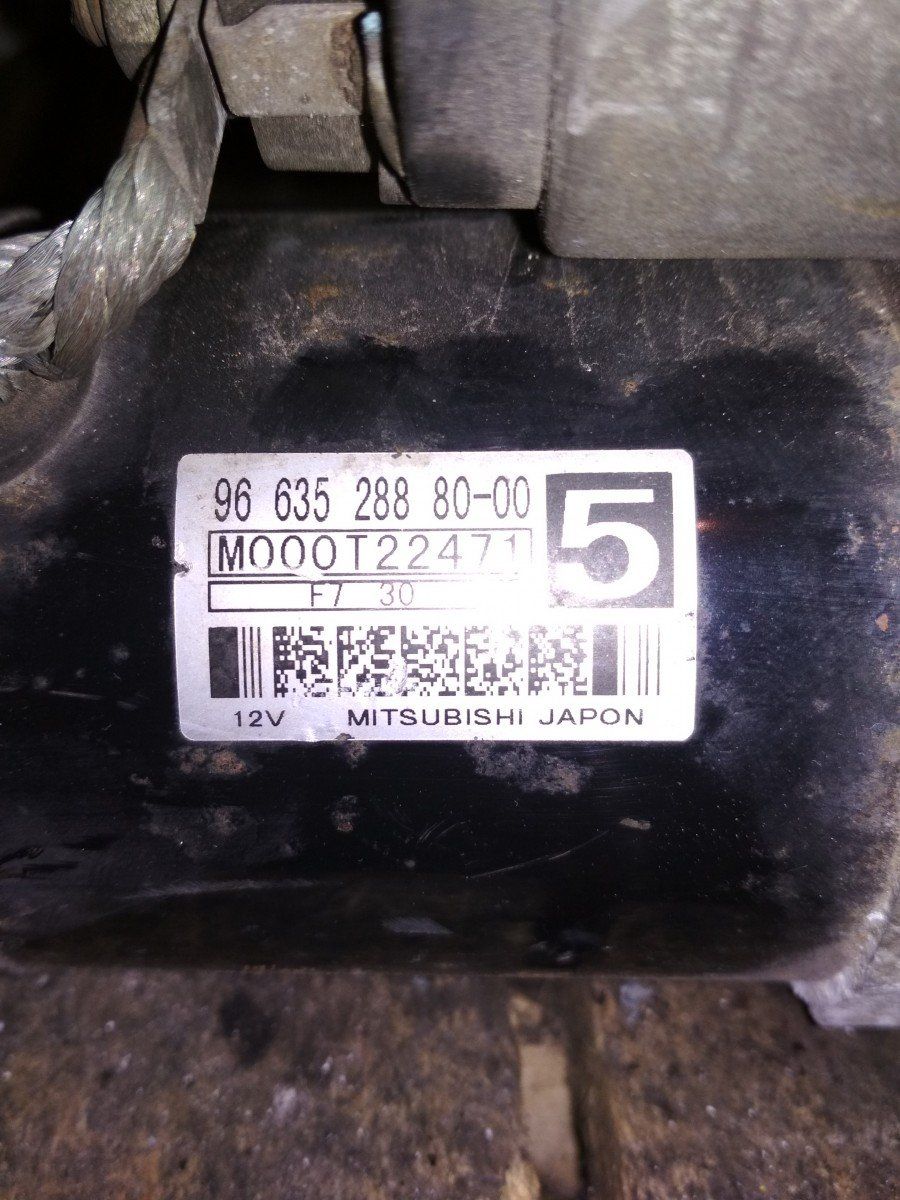 96 635 288 80-00
5
M000T22471
F7 30
12V MITSUBISHI JAPON